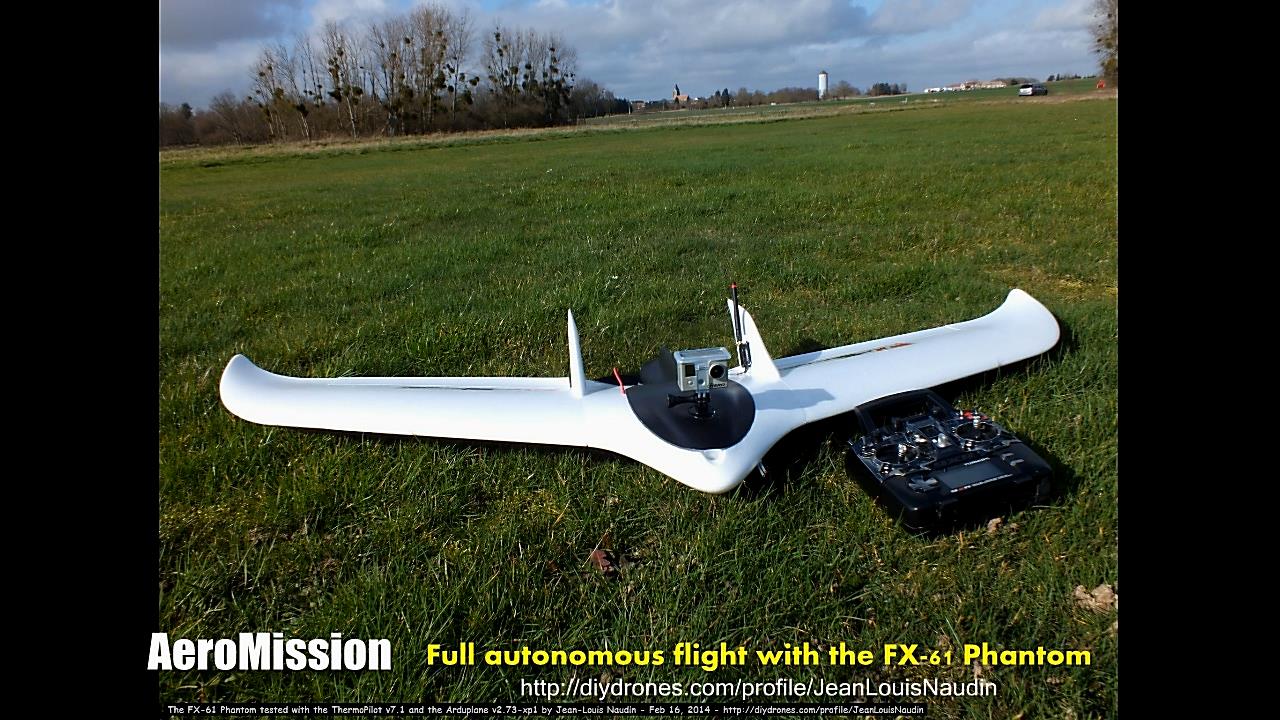 AeroMission
Full autonomous flight with the FX-61 Phantom
http://diydrones.com/profile/JeanLouisNaudin
The FX-61 Phantom tested with the ThermoPilot v7.1 and the Arduplane v2.73-xp1 by Jean-Louis Naudin - Feb 16, 2014 - http://diydrones.com/profile/JeanLouisNaudin